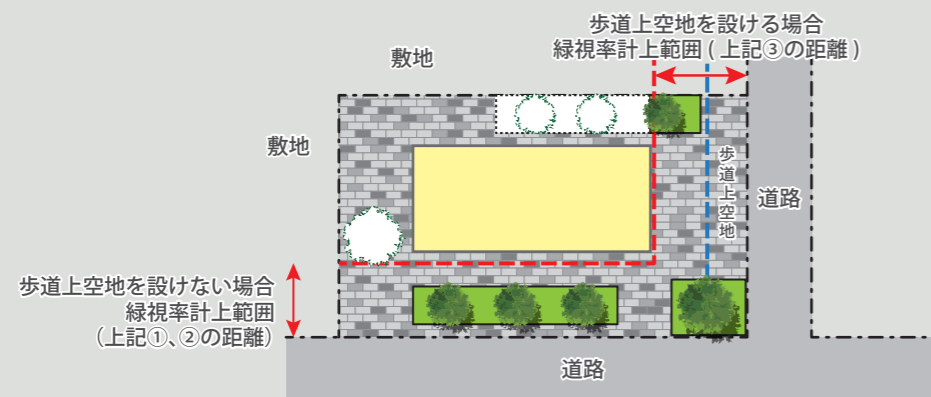 歩道上空地を設ける場合
緑視率計上範囲(上記③の距離)
敷地
敷地
歩道上空地
道路
歩道上空地を設けない場合
緑視率計上範囲
（上記①、②の距離）
道路